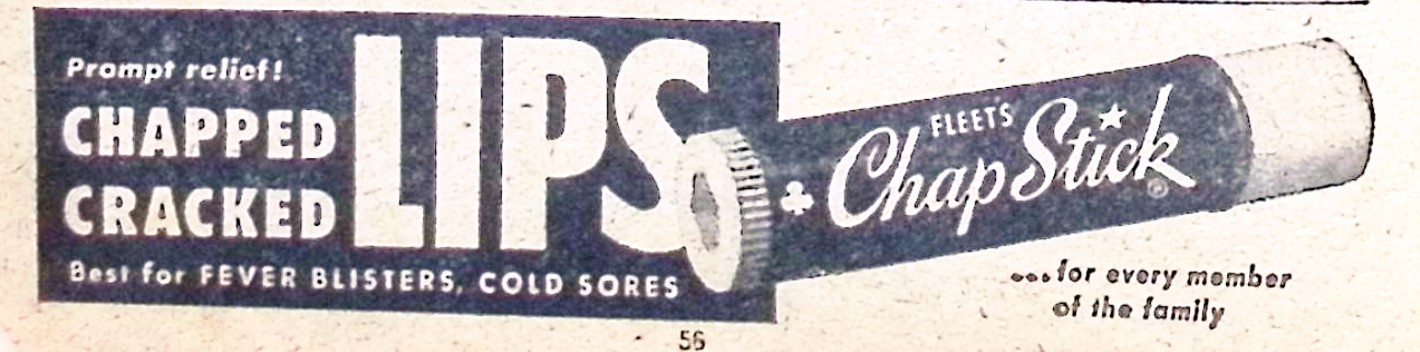 Prompt relief!
CHAPPED
CRACKED
LIPS
Best for FEVER BLISTERS, COLD SORES
FLEETS
ChapStick
®
...for every member
of the family
56